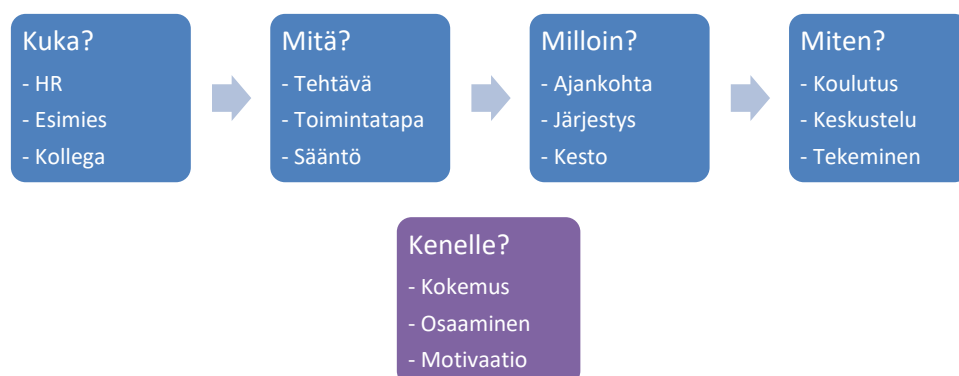 Kuka?
- HR
- Esimies
- Kollega
Mitä?
- Tehtävä
- Toimintatapa
- Sääntö
Milloin?
- Ajankohta
- Järjestys
- Kesto
Miten?
- Koulutus
- Keskustelu
- Tekeminen
Kenelle?
- Kokemus
- Osaaminen
- Motivaatio